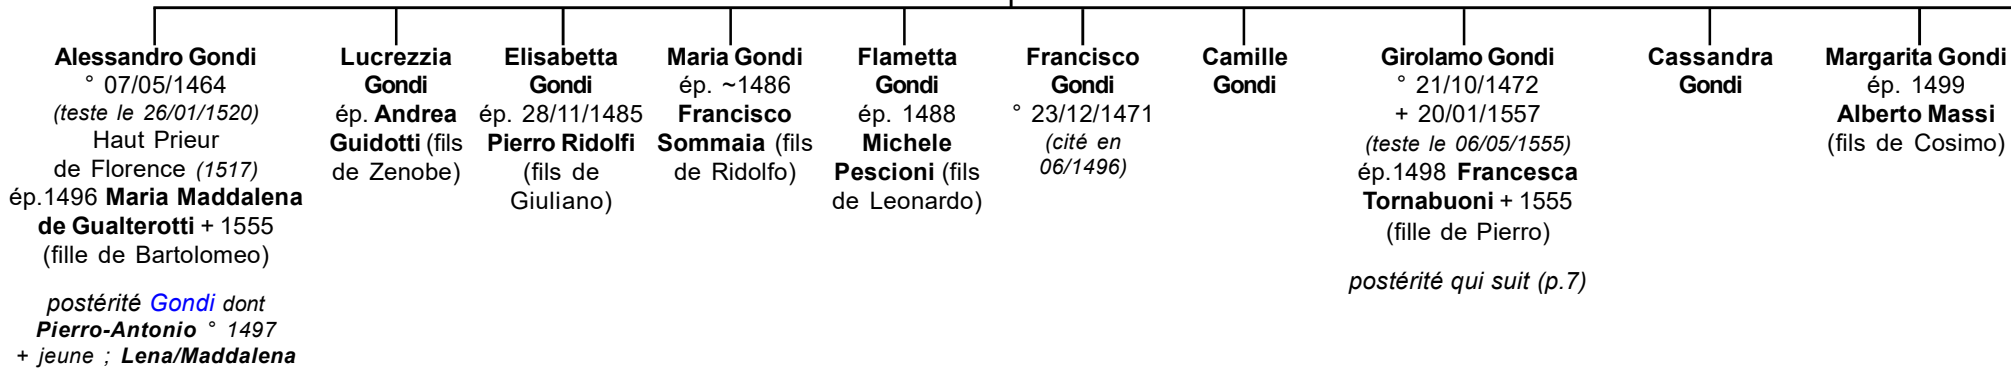 Alessandro Gondi
° 07/05/1464
(teste le 26/01/1520)
Haut Prieur
de Florence (1517)
ép.1496 Maria Maddalena
de Gualterotti + 1555
(fille de Bartolomeo)
postérité Gondi dont
Pierro-Antonio ° 1497
+ jeune ; Lena/Maddalena
Lucrezzia
Gondi
ép. Andrea
Guidotti (fils
de Zenobe)
Elisabetta
Gondi
ép. 28/11/1485
Pierro Ridolfi
(fils de
Giuliano)
Maria Gondi
ép. ~1486
Francisco
Sommaia (fils
de Ridolfo)
Flametta
Gondi
ép. 1488
Michele
Pescioni (fils
de Leonardo)
Francisco
Gondi
° 23/12/1471
(cité en
06/1496)
Camille
Gondi
Girolamo Gondi
° 21/10/1472
+ 20/01/1557
(teste le 06/05/1555)
ép.1498 Francesca
Tornabuoni + 1555
(fille de Pierro)
postérité qui suit (p.7)
Cassandra
Gondi
Margarita Gondi
ép. 1499
Alberto Massi
(fils de Cosimo)